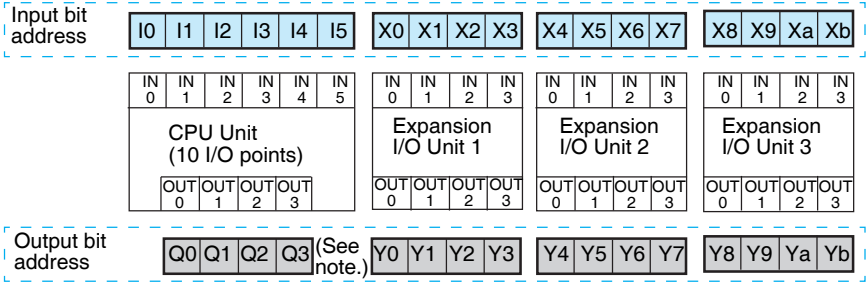 Input bit
address
I0 I1 I2 I3 I4 I5 X0 X1 X2 X3 X4 X5 X6 X7 X8 X9 Xa Xb
IN IN IN IN IN IN IN IN IN IN IN IN IN IN IN IN IN IN
0 1 2 3 4 5 0 1 2 3 0 1 2 3 0 1 2 3
CPU Unit
(10 I/O points)
Expansion
I/O Unit 1
Expansion
I/O Unit 2
Expansion
I/O Unit 3
OUT OUT OUT OUT OUT OUT OUT OUT OUT OUT OUT OUT OUT OUT OUT OUT
0 1 2 3 0 1 2 3 0 1 2 3 0 1 2 3
Output bit
address
Q0 Q1 Q2 Q3 (See
note.) Y0 Y1 Y2 Y3 Y4 Y5 Y6 Y7 Y8 Y9 Ya Yb